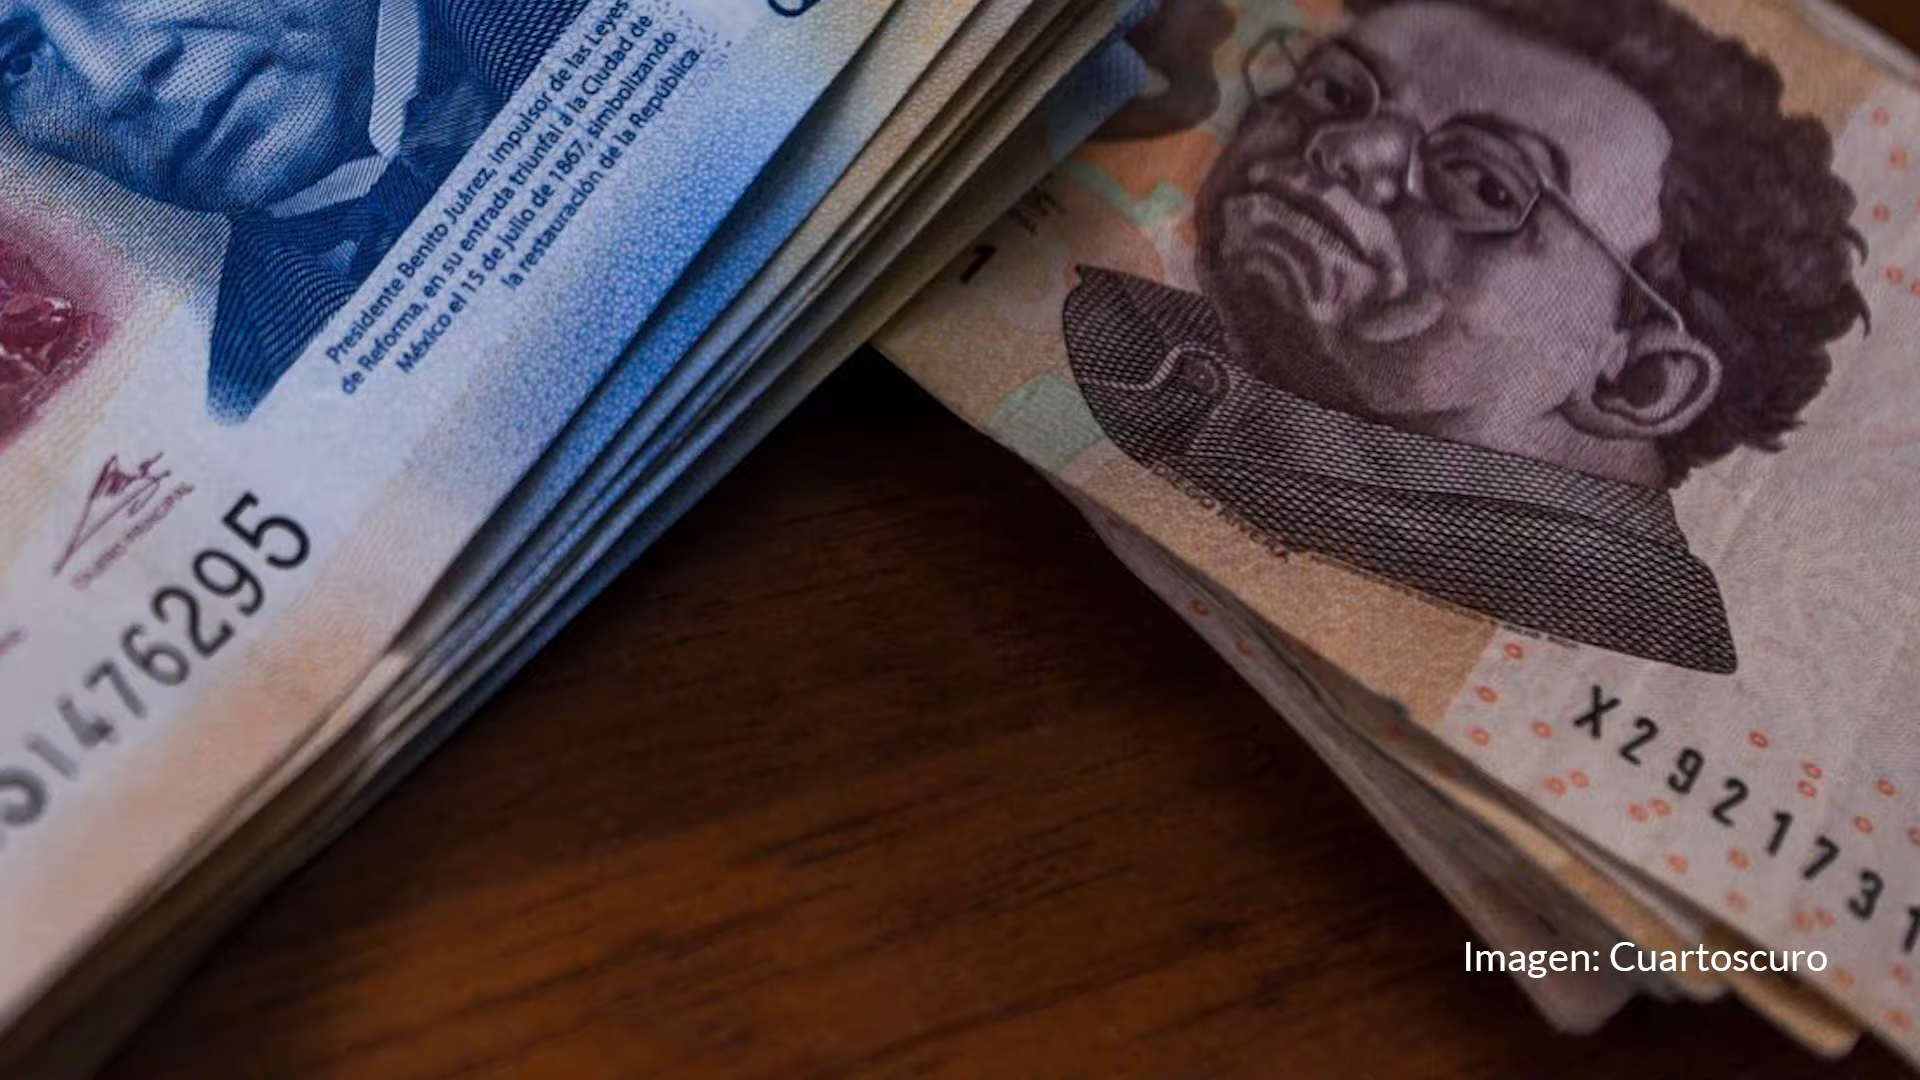 Presidente Benito Juárez, impulsor de las Leyes
de Reforma, en su entrada triunfal a la Ciudad de
México el 15 de julio de 1867, simbolizando
la restauración de la República.
51476295
X2921731
Imagen: Cuartoscuro